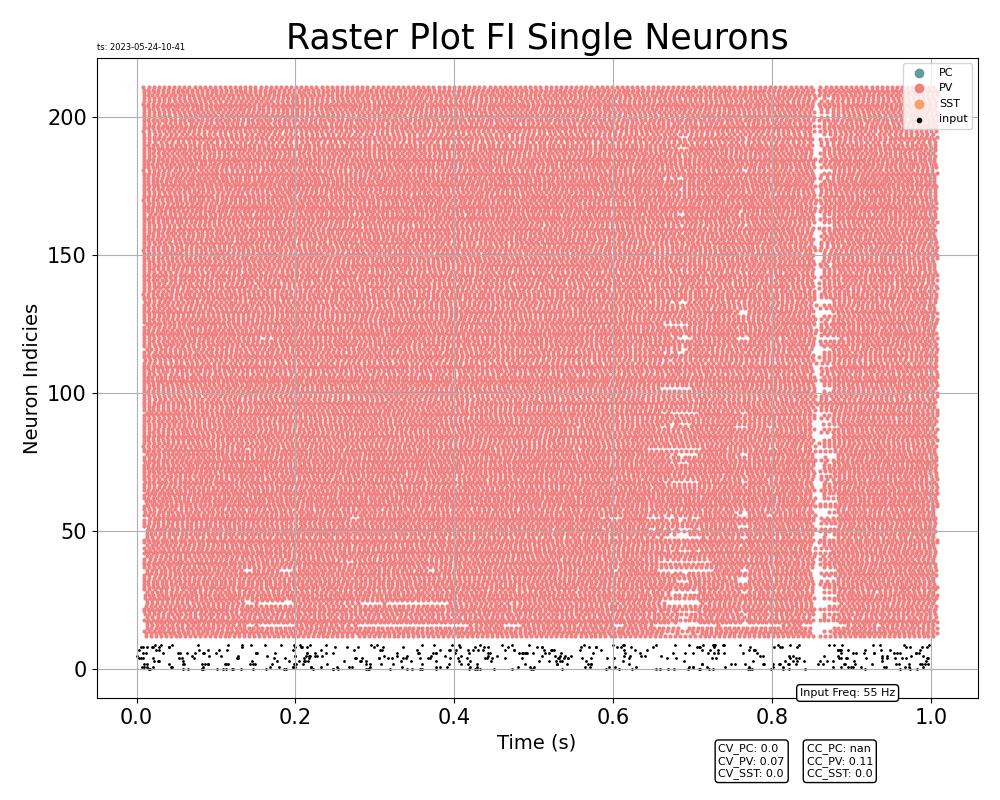 Raster Plot FI Single Neurons
ts: 2023-05-24-10-41
PC
PV
SST
input
200
150
100
50
0
Neuron Indicies
Input Freq: 55 Hz
0.0 0.2 0.4 0.6 0.8 1.0
Time (s)
CV_PC: 0.0
CV_PV: 0.07
CV_SST: 0.0
CC_PC: nan
CC_PV: 0.11
CC_SST: 0.0